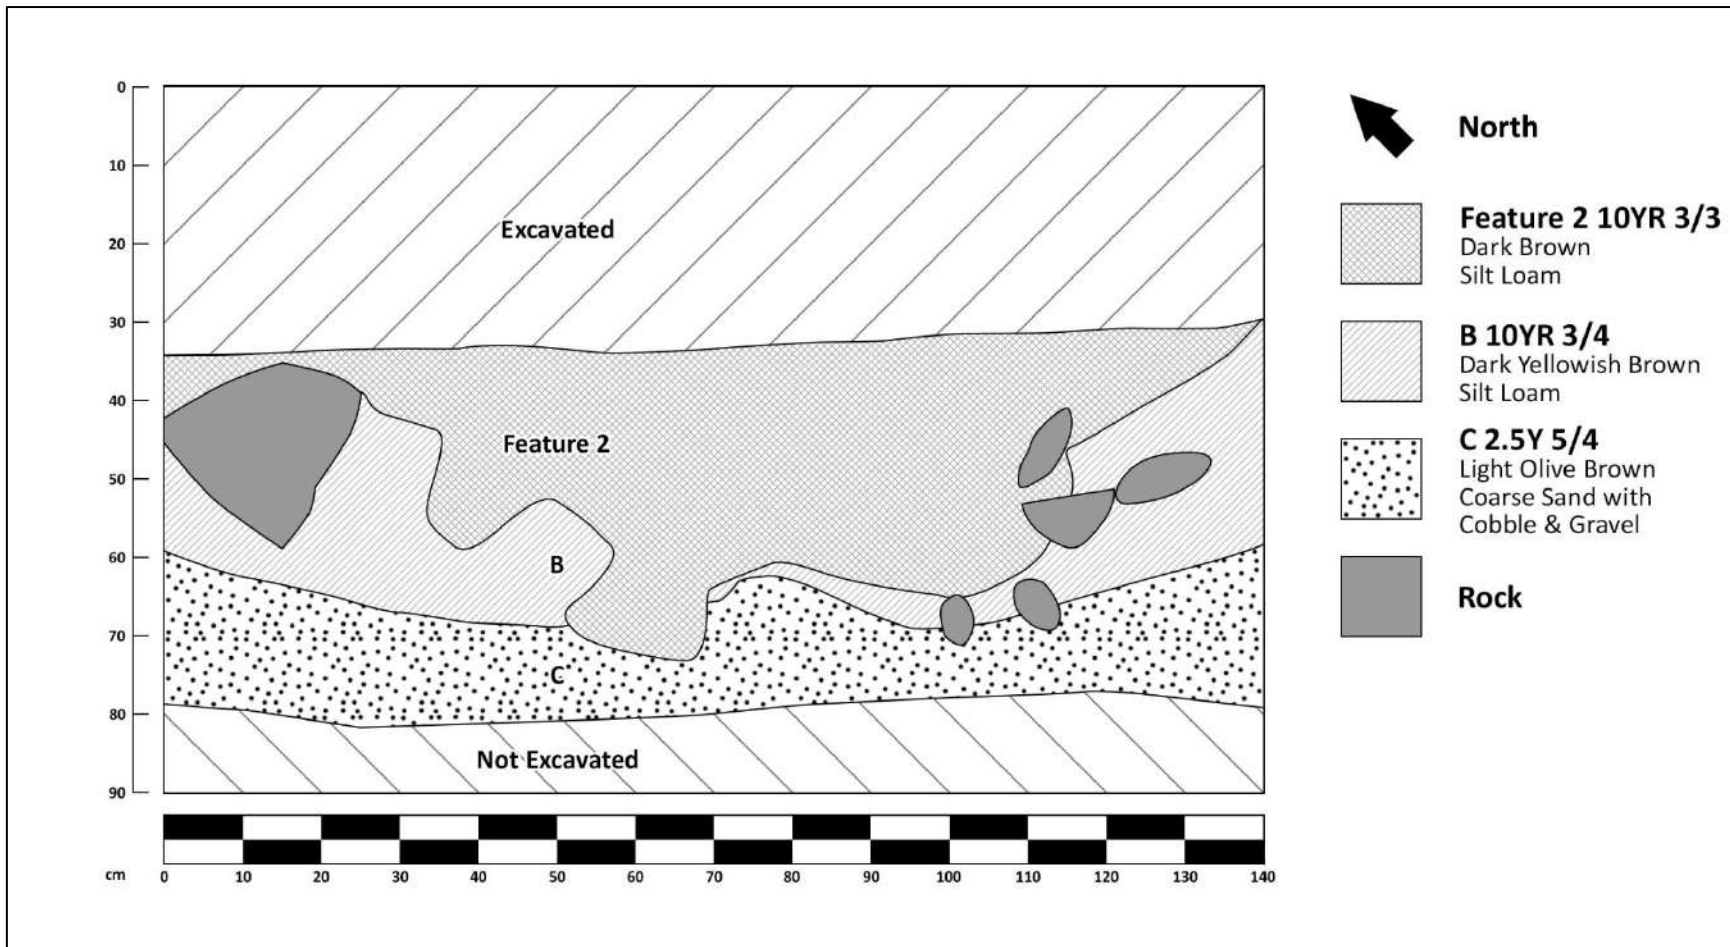 0
10
20
30
40
50
60
70
80
90
Excavated
Feature 2
B
C
Not Excavated
cm 0 10 20 30 40 50 60 70 80 90 100 110 120 130 140
North
Feature 2 10YR 3/3
Dark Brown
Silt Loam
B 10YR 3/4
Dark Yellowish Brown
Silt Loam
C 2.5Y 5/4
Light Olive Brown
Coarse Sand with
Cobble & Gravel
Rock